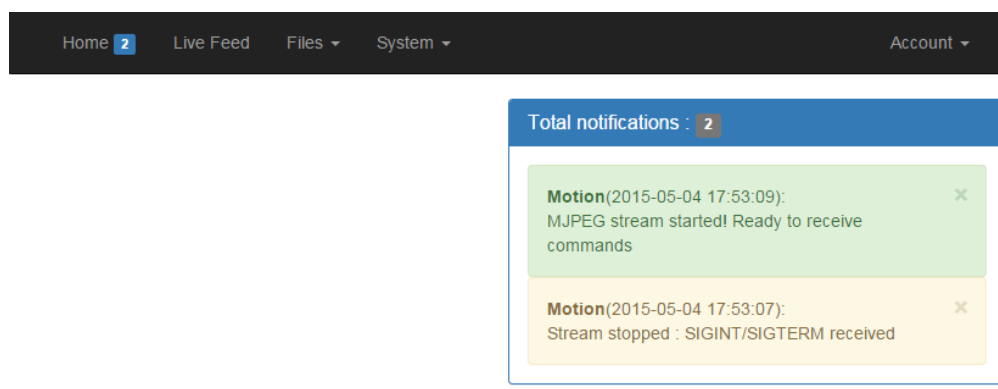 Home 2 Live Feed Files System Account
Total notifications : 2
Motion(2015-05-04 17:53:09):
MJPEG stream started! Ready to receive
commands
Motion(2015-05-04 17:53:07):
Stream stopped : SIGINT/SIGTERM received